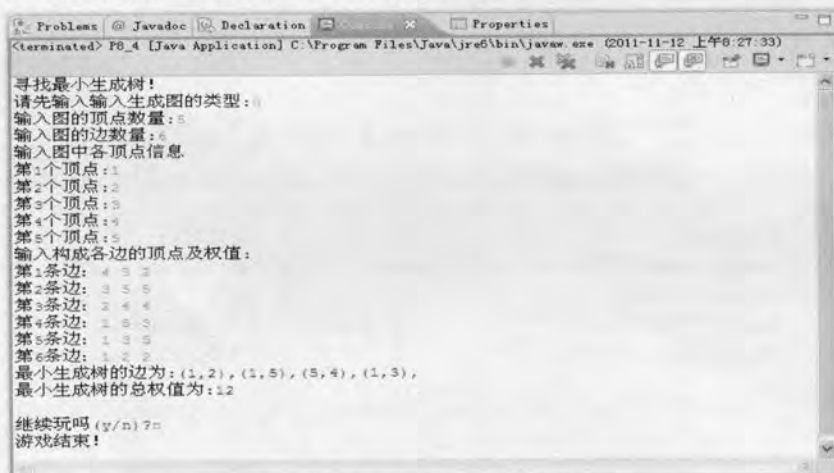 Problems @ Javadoc Declaration Properties
<terminated> P8_4 [Java Application] C:\Program Files\Java\jre6\bin\javaw.exe (2011-11-12 上午8:27:33)
寻找最小生成树!
请先输入输入生成图的类型:0
输入图的顶点数量:5
输入图的边数量:6
输入图中各顶点信息
第1个顶点:1
第2个顶点:2
第3个顶点:3
第4个顶点:4
第5个顶点:5
输入构成各边的顶点及权值:
第1条边:
第2条边: 3 5 5
第3条边: 2 4 4
第4条边: 1 5 3
第5条边: 1 3 5
第6条边: 1 2 2
最小生成树的边为:(1,2),(1,5),(5,4),(1,3),
最小生成树的总权值为:12
继续玩吗(y/n)?n
游戏结束!